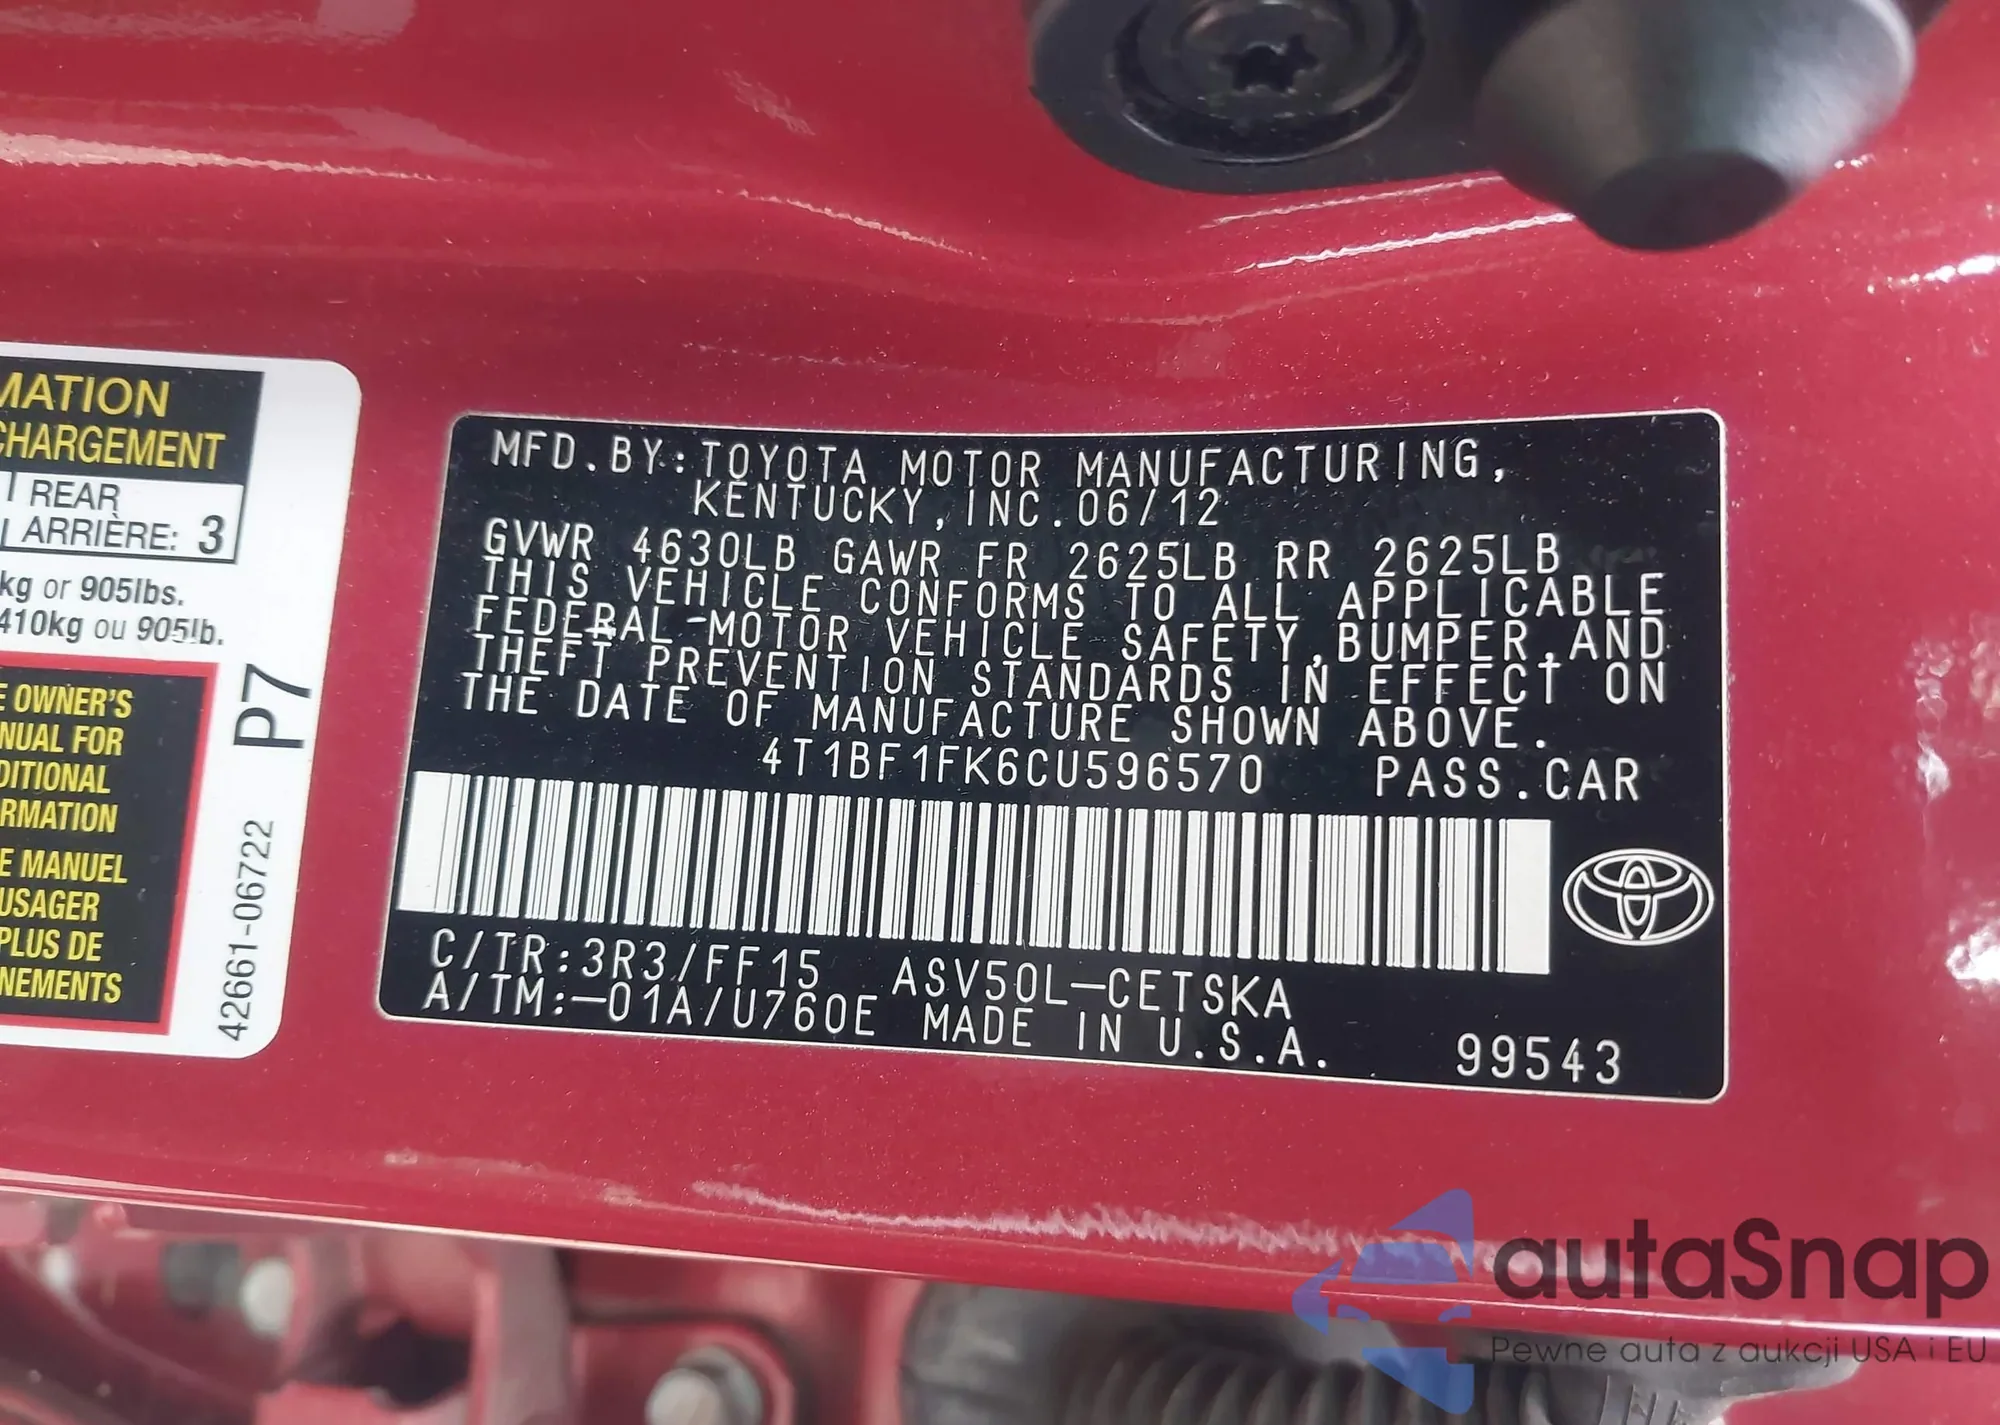 MATION
CHARGEMENT
REAR
ARRIÈRE: 3
kg or 905lbs.
410kg ou 905lb.
E OWNER'S
NUAL FOR
DITIONAL
RMATION
E MANUEL
USAGER
PLUS DE
NEMENTS
P7
42661-06722
MFD.BY:TOYOTA MOTOR MANUFACTURING,
KENTUCKY,INC.06/12
GVWR 4630LB GAWR FR 2625LB RR 2625LB
THIS VEHICLE CONFORMS TO ALL APPLICABLE
FEDERAL MOTOR VEHICLE SAFETY,BUMPER,AND
THEFT PREVENTION STANDARDS IN EFFECT ON
THE DATE OF MANUFACTURE SHOWN ABOVE.
4T1BF1FK6CU596570 PASS.CAR
C/TR:3R3/FF15 ASV50L-CETSKA
A/TM:-01A/U760E MADE IN U.S.A. 99543
autaSnap
Pewne auta z aukcji USA i EU